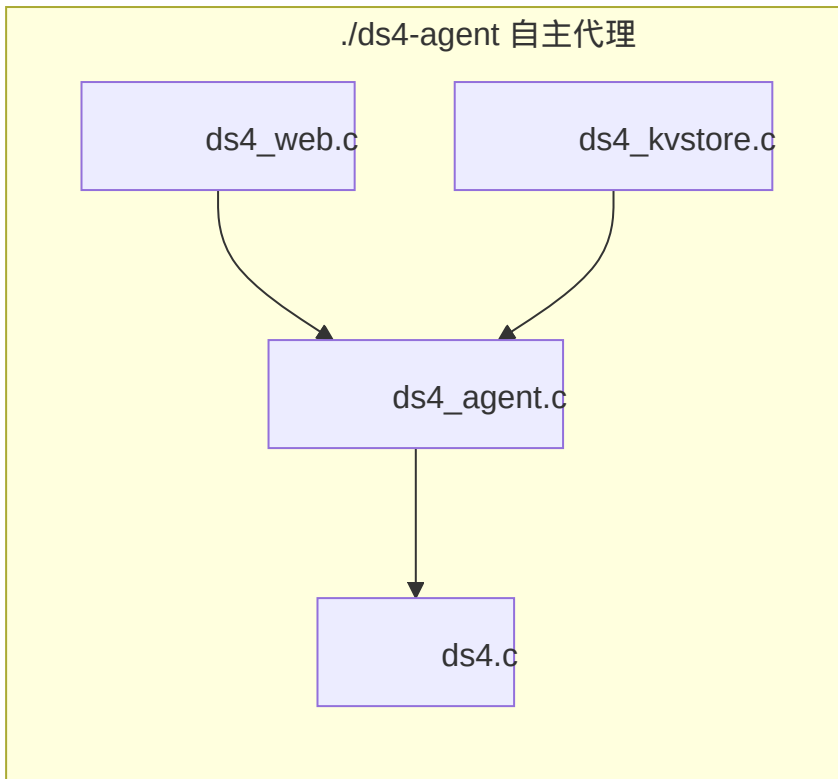 ./ds4-agent 自主代理
ds4_web.c
ds4_kvstore.c
ds4_agent.c
ds4.c